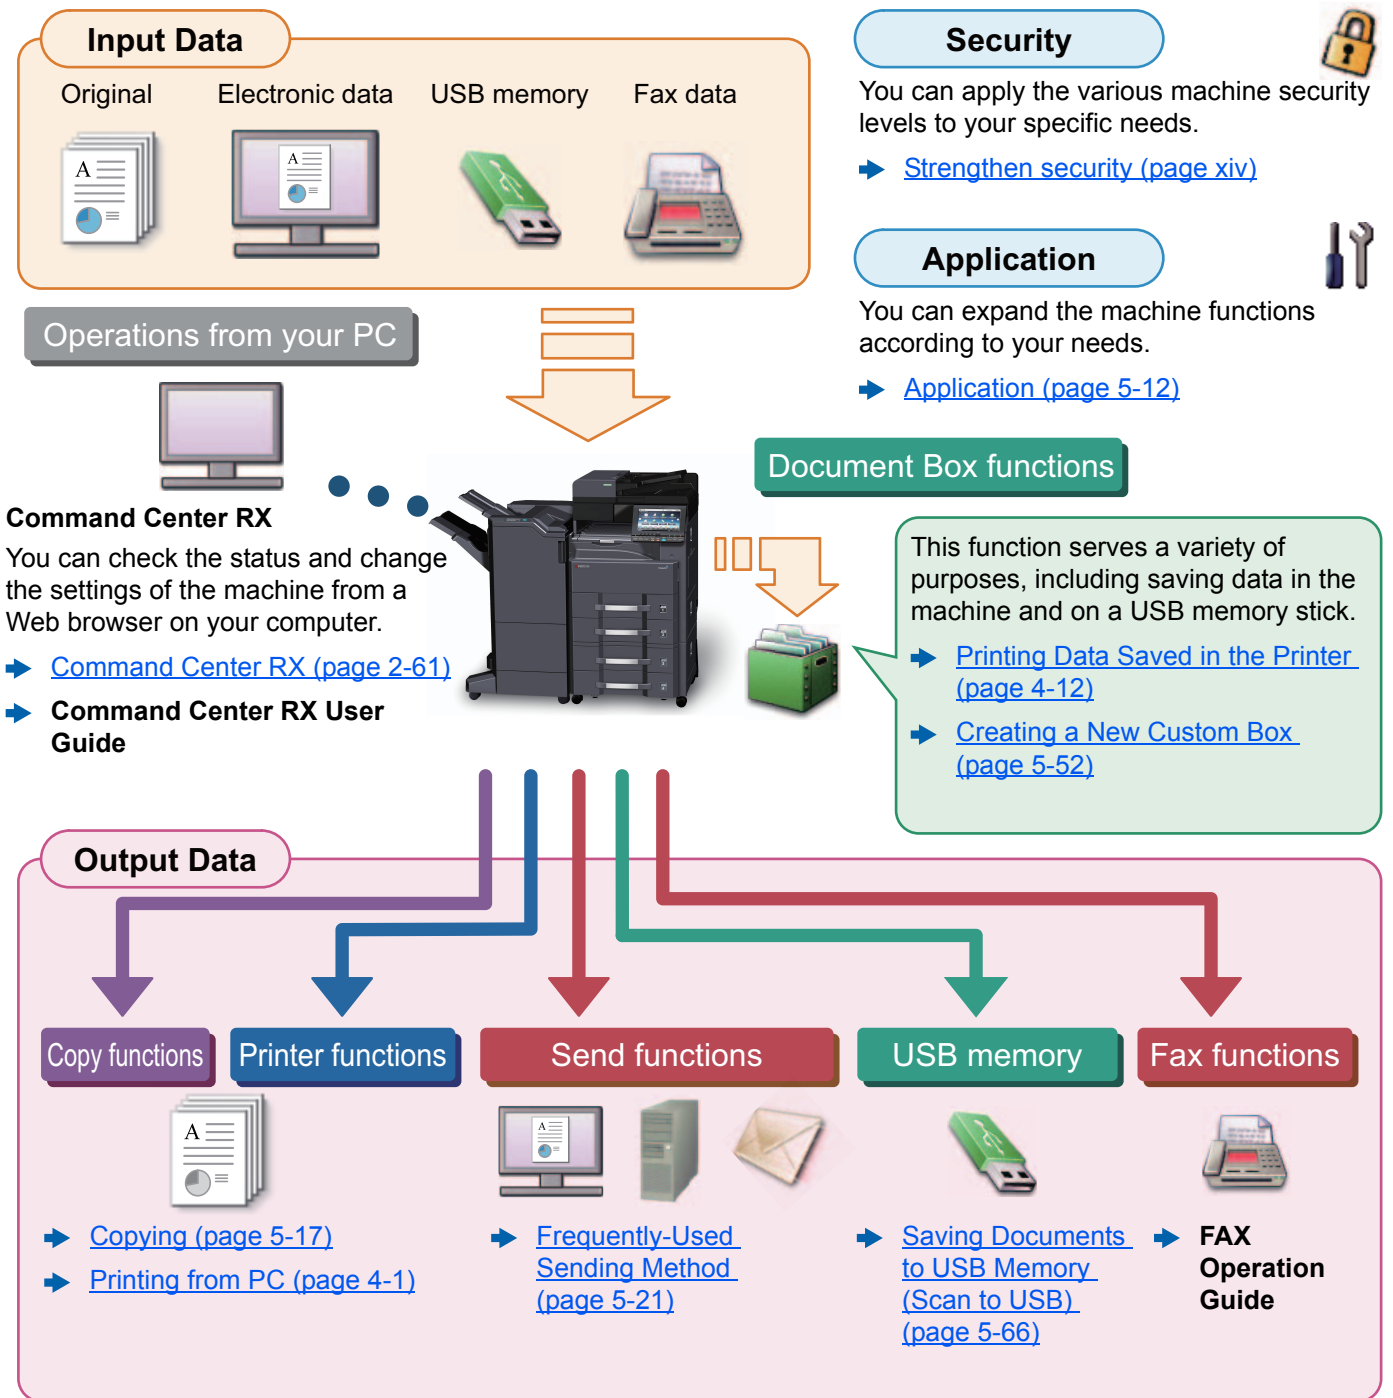 Input Data
Original
Electronic data
USB memory
Fax data
Security
You can apply the various machine security
levels to your specific needs.
Strengthen security (page xiv)
Application
You can expand the machine functions
according to your needs.
Application (page 5-12)
Operations from your PC
Command Center RX
You can check the status and change
the settings of the machine from a
Web browser on your computer.
Command Center RX (page 2-61)
Command Center RX User
Guide
Document Box functions
This function serves a variety of
purposes, including saving data in the
machine and on a USB memory stick.
Printing Data Saved in the Printer
(page 4-12)
Creating a New Custom Box
(page 5-52)
Output Data
Copy functions
Printer functions
Send functions
USB memory
Fax functions
Copying (page 5-17)
Printing from PC (page 4-1)
Frequently-Used
Sending Method
(page 5-21)
Saving Documents
to USB Memory
(Scan to USB)
(page 5-66)
FAX
Operation
Guide